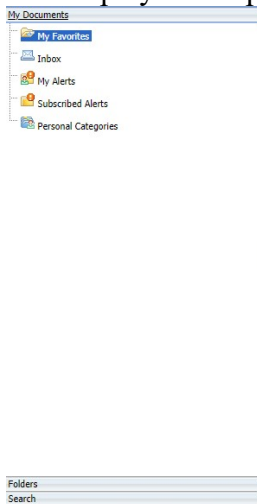 My Documents
My Favorites
Inbox
My Alerts
Subscribed Alerts
Personal Categories
Folders
Search